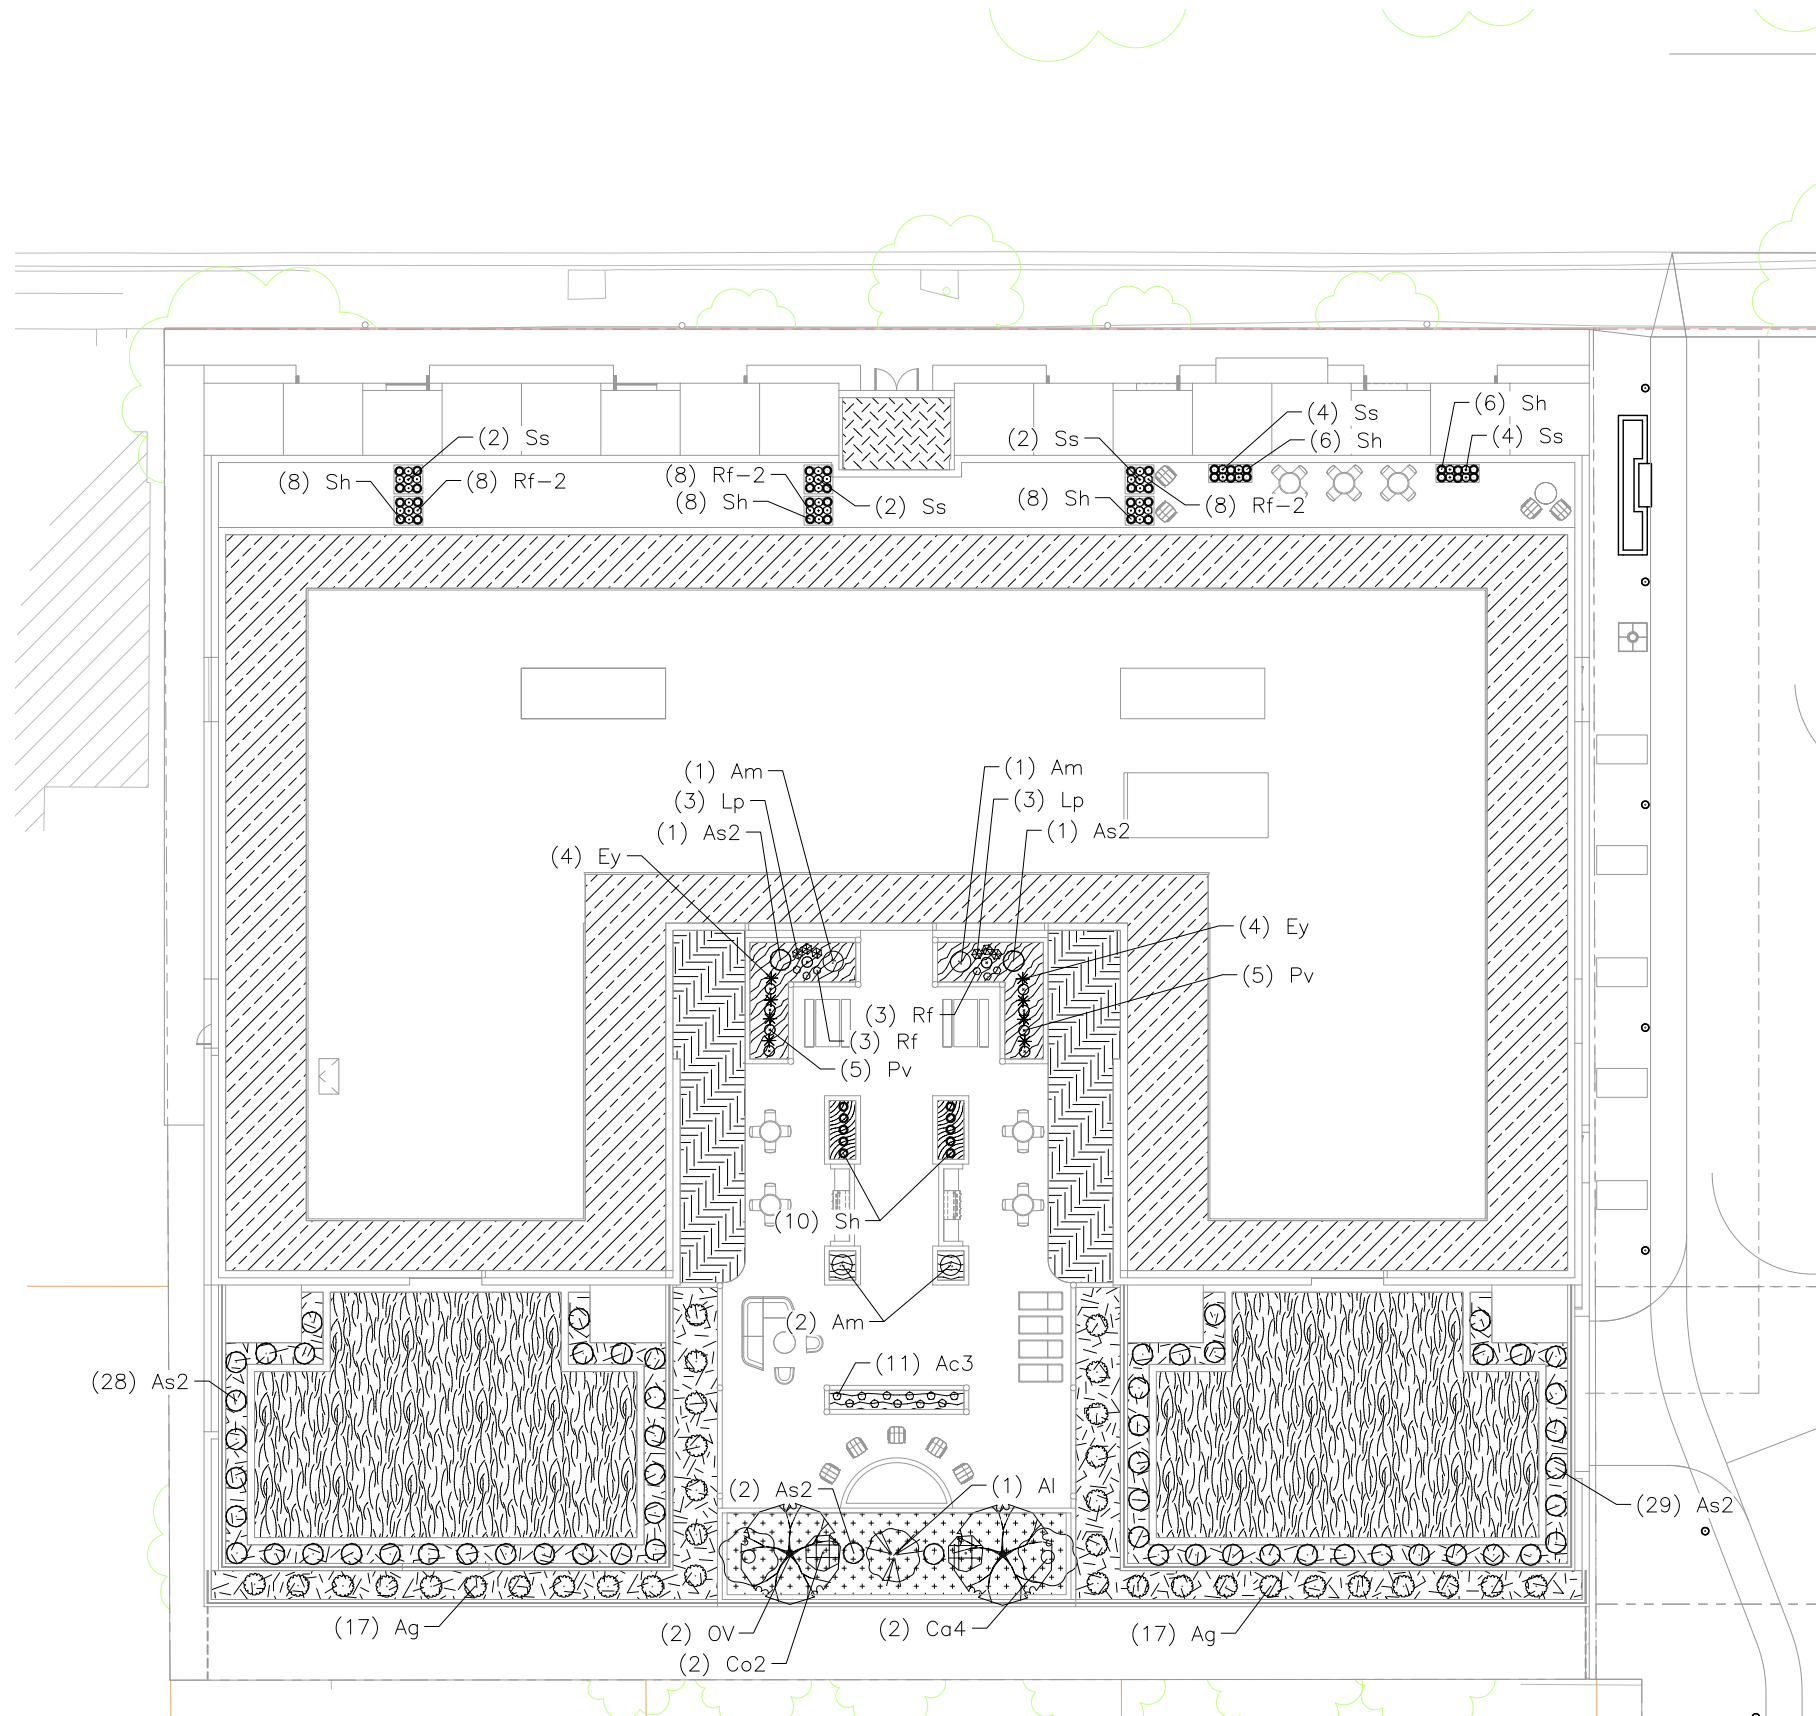 (6) Sh
(4) Ss
(4) Ss
(6) Sh
(2) Ss
(2) Ss
(8) Sh
(8) Rf-2
(8) Rf-2
(8) Sh
(2) Ss
(8) Sh
(8) Rf-2
(1) Am
(1) Am
(3) Lp
(3) Lp
(1) As2
(1) As2
(4) Ey
(4) Ey
(5) Pv
(3) Rf
(3) Rf
(5) Pv
(10) Sh
(2) Am
(11) Ac3
(28) As2
(2) As2
(1) Al
(29) As2
(17) Ag
(2) OV
(2) Ca4
(17) Ag
(2) Co2